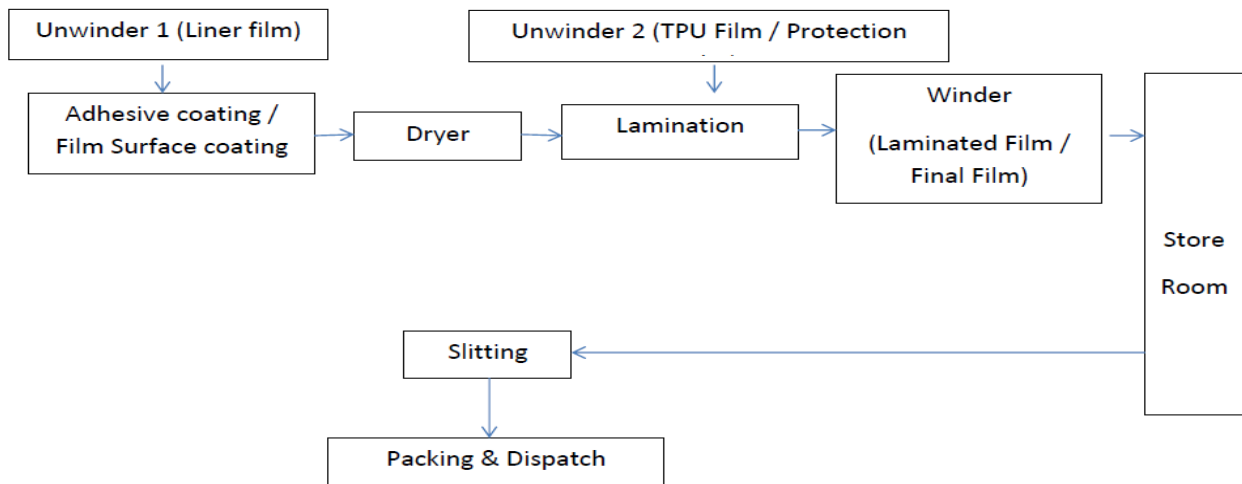 Unwinder 1 (Liner film)
Unwinder 2 (TPU Film / Protection
Adhesive coating /
Film Surface coating
Dryer
Lamination
Winder
(Laminated Film /
Final Film)
Store
Room
Slitting
Packing & Dispatch